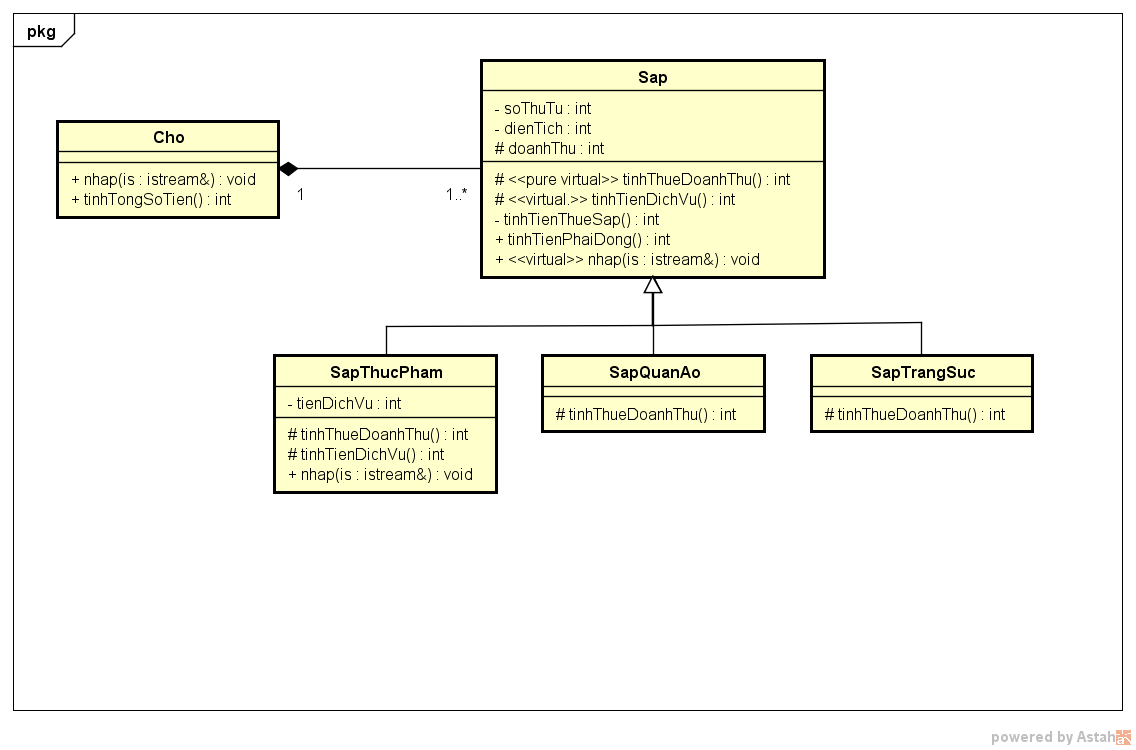 pkg
Cho
+ nhap(is : istream&) : void
+ tinhTongSoTien() : int
1
1..*
Sap
- soThuTu : int
- dienTich : int
# doanhThu : int
# <<pure virtual>> tinhThueDoanhThu() : int
# <<virtual.>> tinhTienDichVu() : int
- tinhTienThueSap() : int
+ tinhTienPhaiDong() : int
+ <<virtual>> nhap(is : istream&) : void
SapThucPham
- tienDichVu : int
# tinhThueDoanhThu() : int
# tinhTienDichVu() : int
+ nhap(is : istream&) : void
SapQuanAo
# tinhThueDoanhThu() : int
SapTrangSuc
# tinhThueDoanhThu() : int
powered by Astah